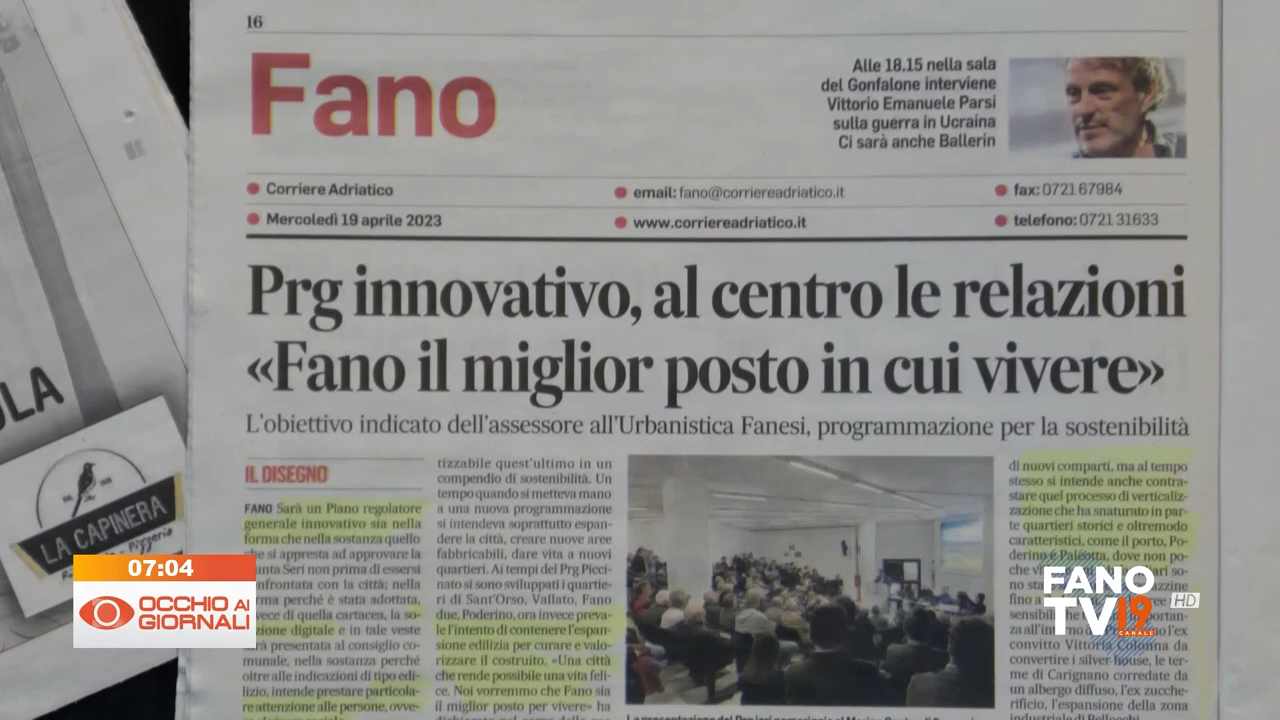 16
Fano
Alle 18.15 nella sala
del Gonfalone interviene
Vittorio Emanuele Parsi
sulla guerra in Ucraina
Ci sarà anche Ballerin
Corriere Adriatico
email: fano@corriereadriatico.it
fax: 0721 67984
Mercoledì 19 aprile 2023
www.corriereadriatico.it
telefono: 0721 31633
Prg innovativo, al centro le relazioni
«Fano il miglior posto in cui vivere»
L'obiettivo indicato dell'assessore all'Urbanistica Fanesi, programmazione per la sostenibilità
IL DISEGNO
FANO Sarà un Piano regolatore
generale innovativo sia nella
forma che nella sostanza quello
che si appresta ad approvare la
Seri non prima di essersi
confrontata con la città; nella
perché è stata adottata,
di quella cartacea, la
digitale e in tale veste
presentata al consiglio
munale, nella sostanza perché
oltre alle indicazioni di tipo edi-
lizio, intende prestare particola-
re attenzione alle persone, ovve-
tizzabile quest'ultimo in un
compendio di sostenibilità. Un
tempo quando si metteva mano
a una nuova programmazione
si intendeva soprattutto espan-
dere la città, creare nuove aree
fabbricabili, dare vita a nuovi
quartieri. Ai tempi del Prg Picci-
nato si sono sviluppati i quartie-
ri di Sant'Orso, Vallato, Fano
due, Poderino, ora invece preva-
le l'intento di contenere l'espan-
sione edilizia per curare e valo-
rizzare il costruito. «Una città
che rende possibile una vita feli-
ce. Noi vorremmo che Fano sia
il miglior posto per vivere» ha
di nuovi comparti, ma al tempo
stesso si intende anche contra-
stare quel processo di verticaliz-
zazione che ha snaturato in par-
te quartieri storici e oltremodo
caratteristici, come il porto, Po-
derino e Paleotta, dove non po-
che
no
fino a
sensibi
za all'in
convitto Vittoria Colonna da
convertire i silver house, le ter-
me di Carignano corredate da
un albergo diffuso, l'ex zucche-
rificio, l'espansione della zona
industriale di Bellocchi
OLA
LA CAPINERA
Pizzeria
07:04
OCCHIO AI
GIORNALI
FANO
TV 19
CANALE
HD